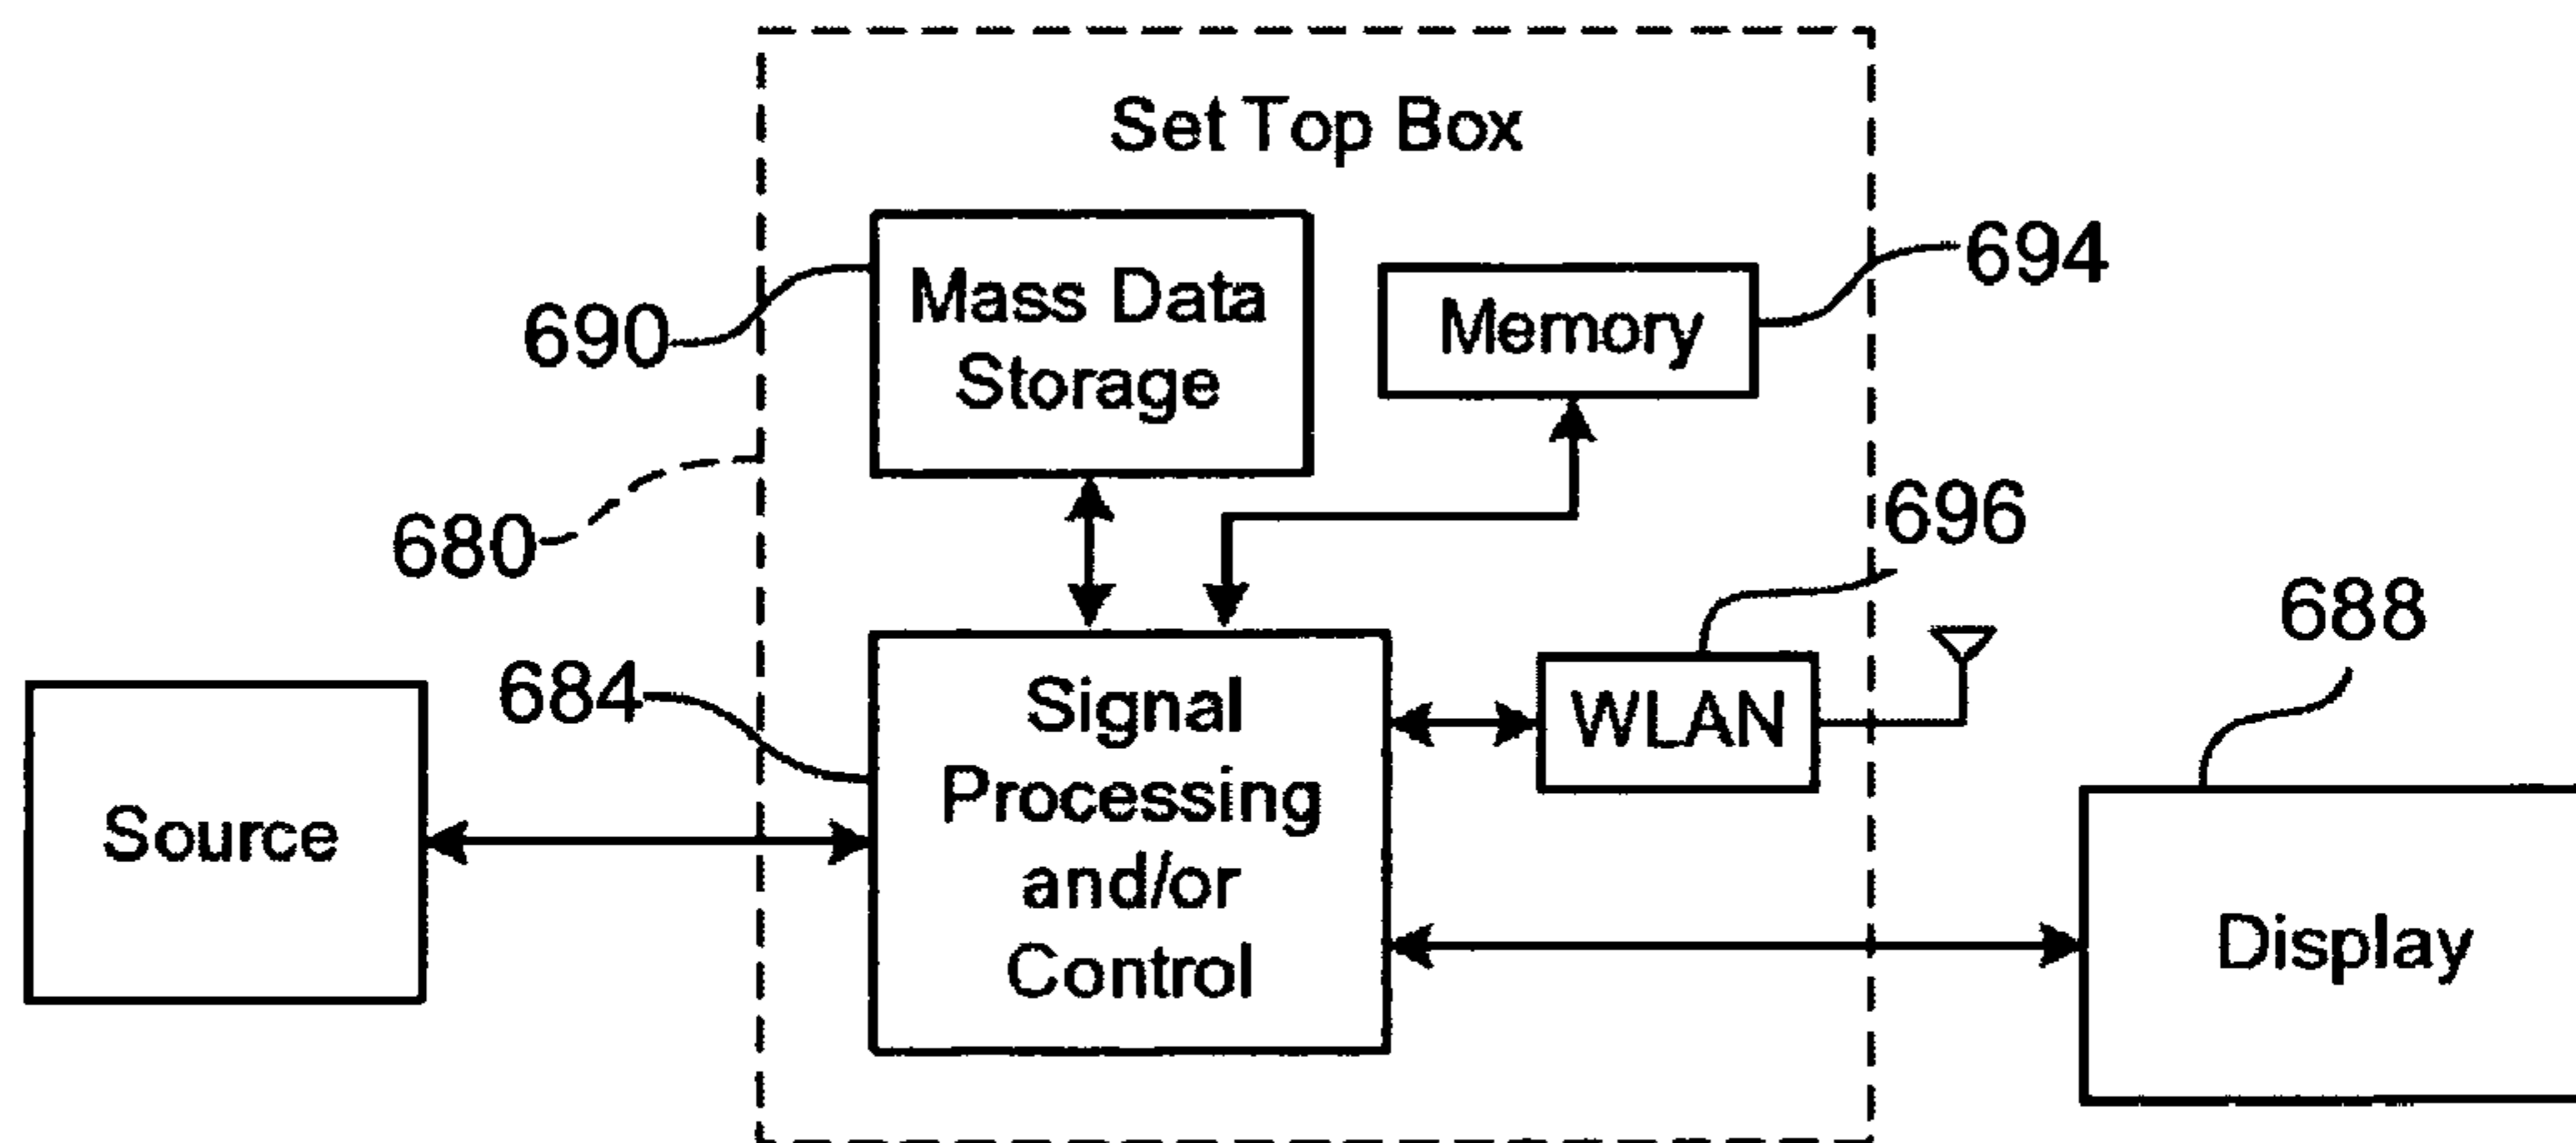 Set Top Box
690
Mass Data
Storage
Memory
694
680
696
684
688
Source
Signal
Processing
and/or
Control
WLAN
Display